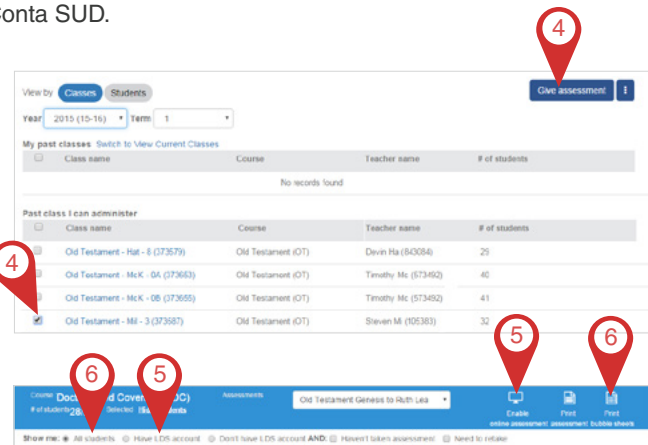 Conta SUD.
4
View by Classes Students Give assessment
Year 2015 (15-16) Term 1
My past classes Switch to View Current Classes
Class name Course Teacher name # of students
No records found
Past class I can administer
Class name Course Teacher name # of students
4
Old Testament - Hat - 8 (373579) Old Testament (OT) Devin Ha (843084) 29
Old Testament - McK - 0A (373653) Old Testament (OT) Timothy Mc (573492) 40
Old Testament - McK - 0B (373655) Old Testament (OT) Timothy Mc (573492) 41
Old Testament - Mil - 3 (373587) Old Testament (OT) Steven Mi (105383) 32
6 5 5 6
Course Assessments Old Testament Genesis to Ruth Lea
# of students Selected
Enable online assessment Print assessment Print bubble sheets
Show me: All students Have LDS account Don't have LDS account AND: Haven't taken assessment Need to retake